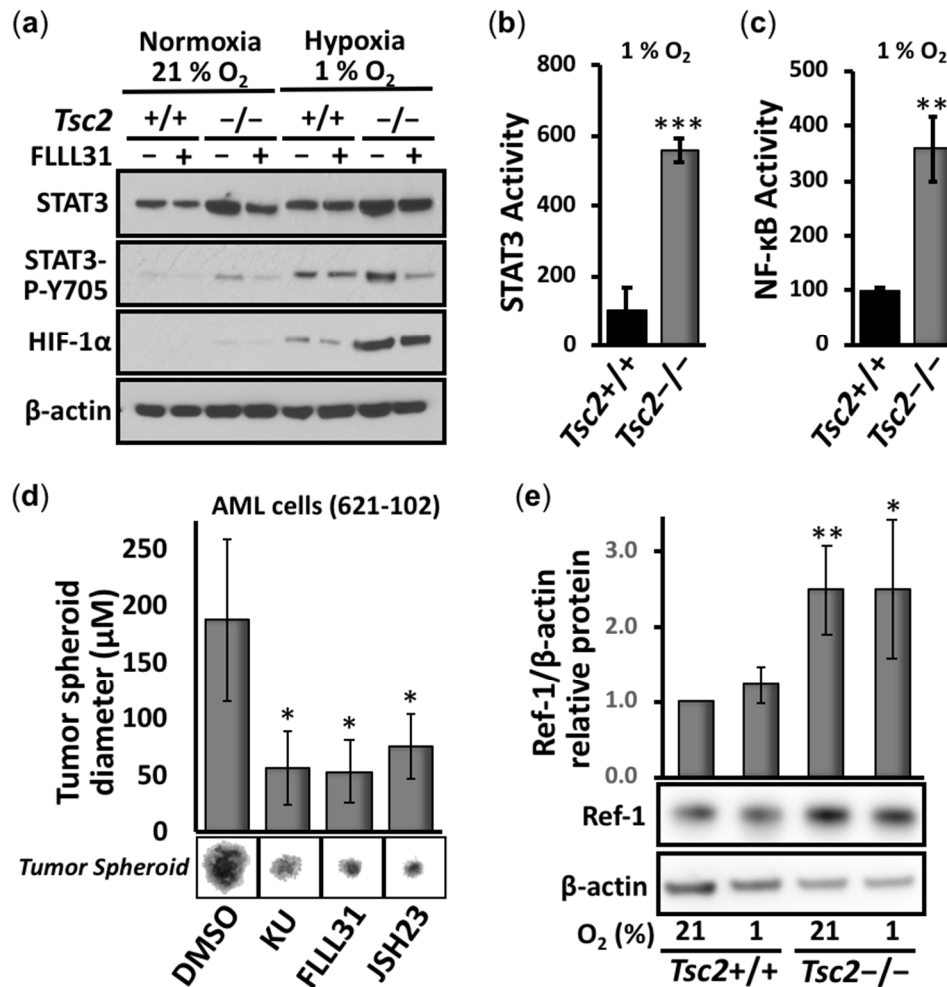 (a)
Normoxia Hypoxia
21 % O₂ 1 % O₂
Tsc2 +/+ −/− +/+ −/−
FLLL31 − + − + − + − +
STAT3
STAT3-
P-Y705
HIF-1α
β-actin
(b)
1 % O₂
STAT3 Activity
800
600
400
200
0
***
Tsc2+/+ Tsc2−/−
(c)
1 % O₂
NF-κB Activity
500
400
300
200
100
0
**
Tsc2+/+ Tsc2−/−
(d)
AML cells (621-102)
Tumor spheroid
diameter (μM)
250
200
150
100
50
0
* * *
Tumor Spheroid
DMSO KU FLLL31 JSH23
(e)
Ref-1/β-actin
relative protein
3.0
2.0
1.0
0.0
** *
Ref-1
β-actin
O₂ (%) 21 1 21 1
Tsc2+/+ Tsc2−/−